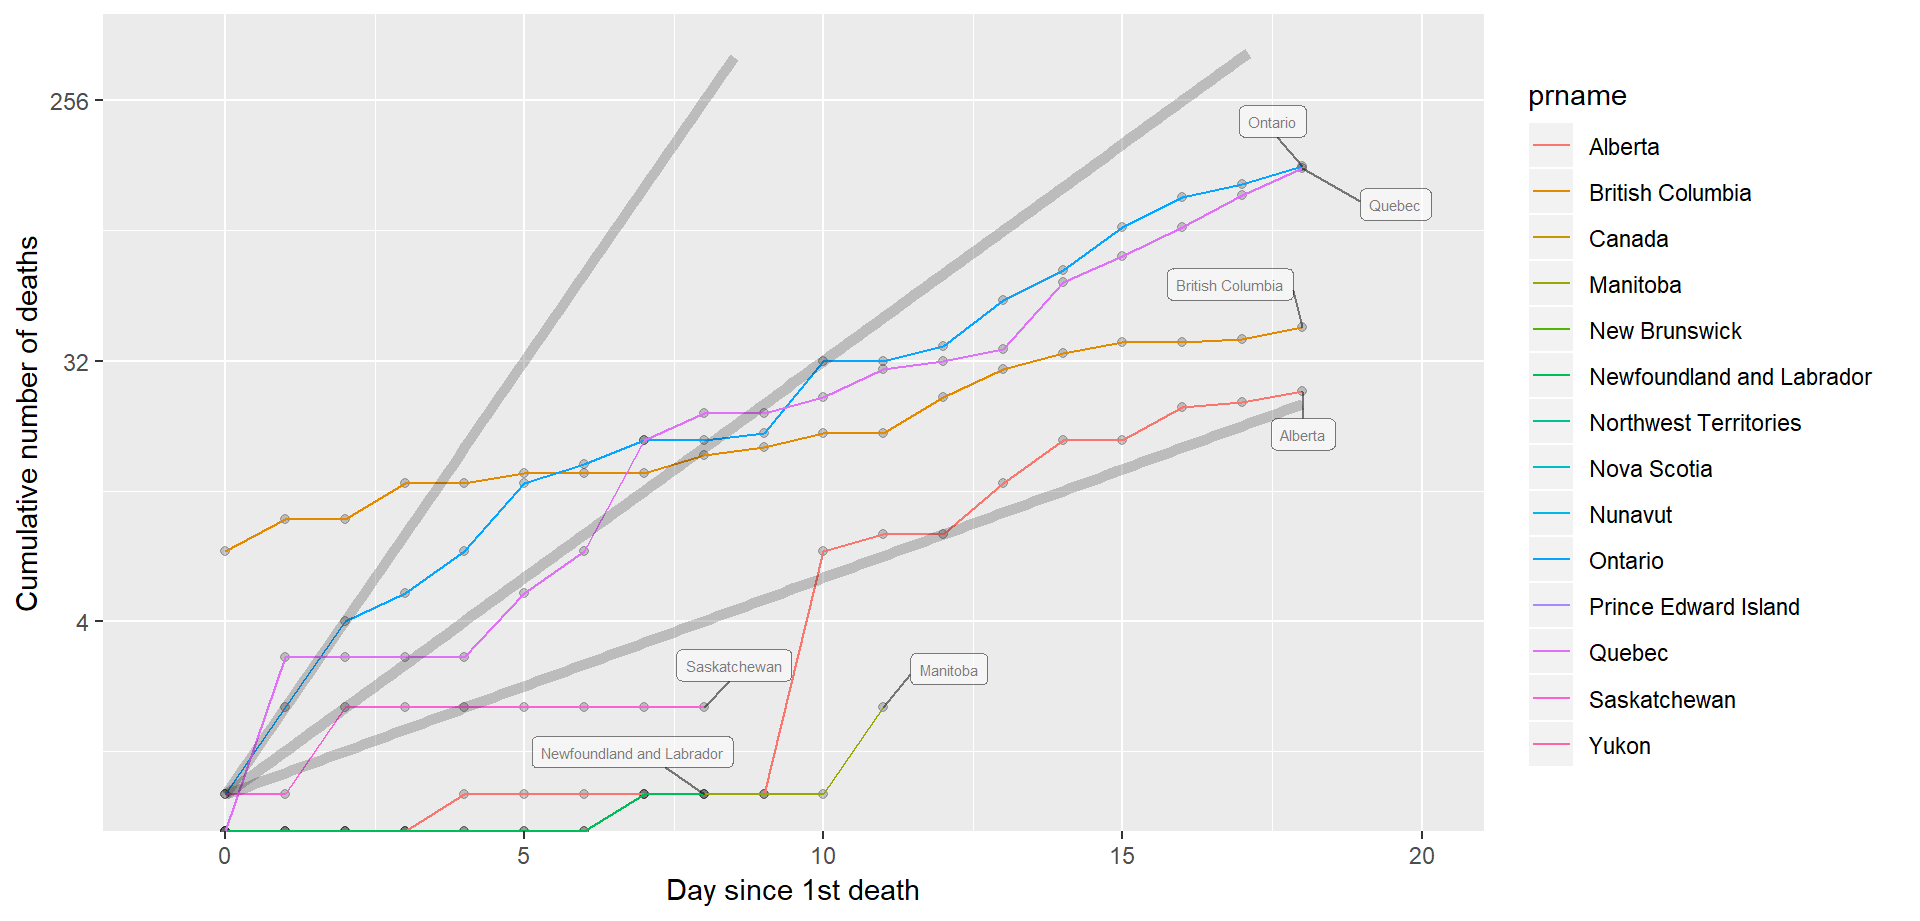 256
32
4
Cumulative number of deaths
Ontario
Quebec
British Columbia
Alberta
Saskatchewan
Manitoba
Newfoundland and Labrador
0 5 10 15 20
Day since 1st death
prname
Alberta
British Columbia
Canada
Manitoba
New Brunswick
Newfoundland and Labrador
Northwest Territories
Nova Scotia
Nunavut
Ontario
Prince Edward Island
Quebec
Saskatchewan
Yukon